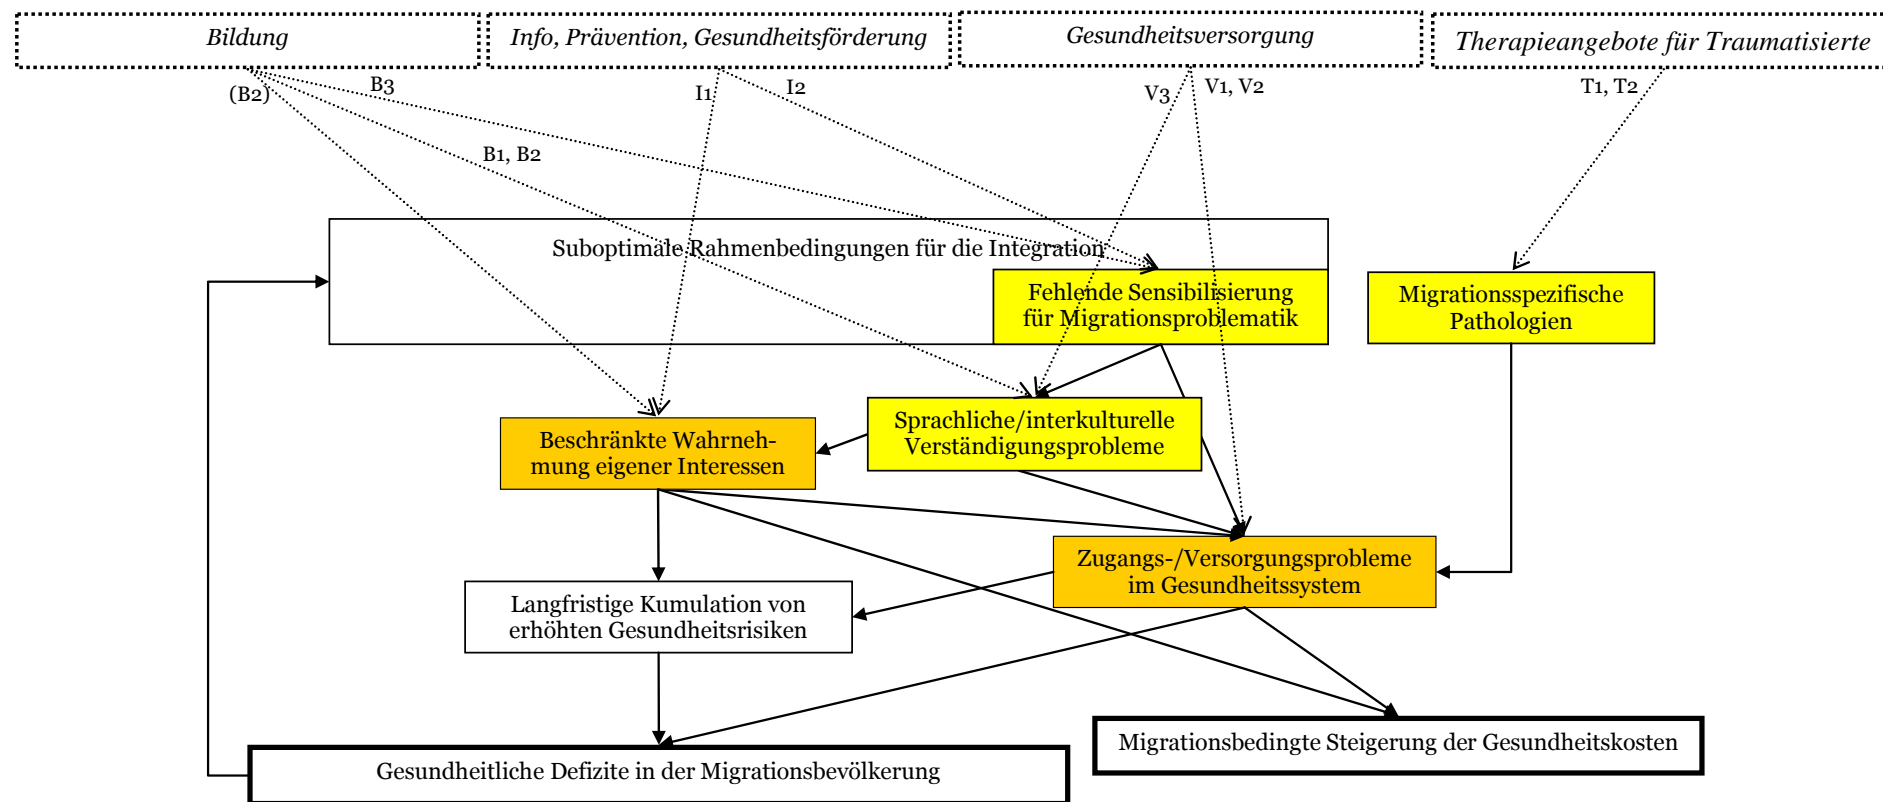 Bildung
Info, Prävention, Gesundheitsförderung
Gesundheitsversorgung
Therapieangebote für Traumatisierte
(B2)
B3
I1
I2
V3
V1, V2
T1, T2
B1, B2
Suboptimale Rahmenbedingungen für die Integration
Fehlende Sensibilisierung
für Migrationsproblematik
Migrationsspezifische
Pathologien
Sprachliche/interkulturelle
Verständigungsprobleme
Beschränkte Wahrneh-
mung eigener Interessen
Zugangs-/Versorgungsprobleme
im Gesundheitssystem
Langfristige Kumulation von
erhöhten Gesundheitsrisiken
Migrationsbedingte Steigerung der Gesundheitskosten
Gesundheitliche Defizite in der Migrationsbevölkerung